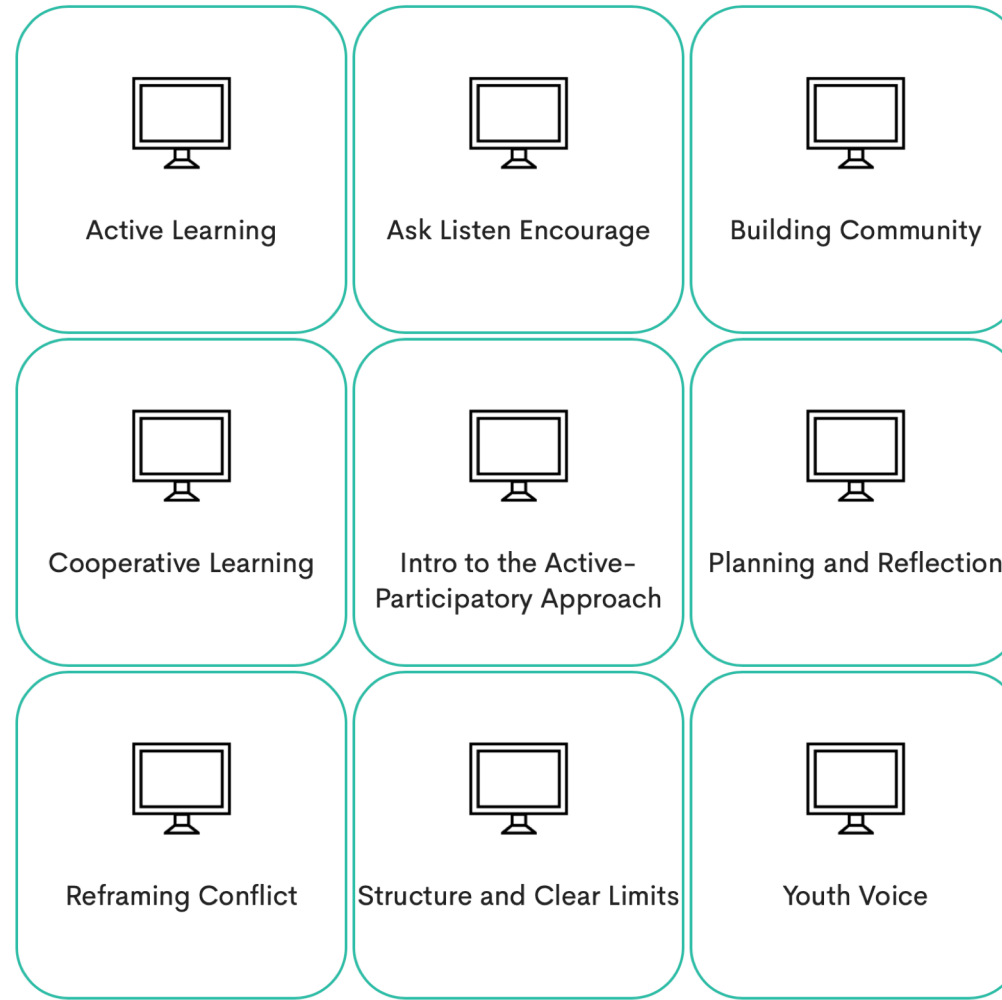 Active Learning
Ask Listen Encourage
Building Community
Cooperative Learning
Intro to the Active-
Participatory Approach
Planning and Reflection
Reframing Conflict
Structure and Clear Limits
Youth Voice